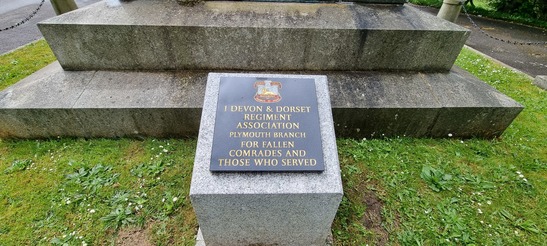 1 DEVON & DORSET
REGIMENT
ASSOCIATION
PLYMOUTH BRANCH
FOR FALLEN
COMRADES AND
THOSE WHO SERVED